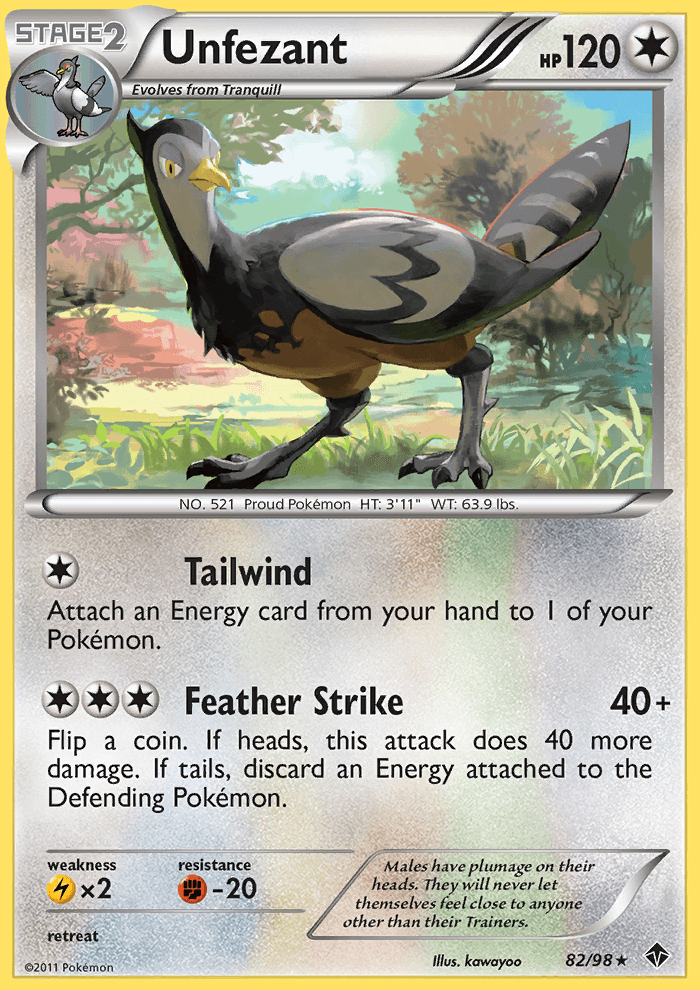 STAGE2
Unfezant
HP120
Evolves from Tranquill
NO. 521 Proud Pokémon HT: 3'11" WT: 63.9 lbs.
Tailwind
Attach an Energy card from your hand to 1 of your
Pokémon.
Feather Strike 40+
Flip a coin. If heads, this attack does 40 more
damage. If tails, discard an Energy attached to the
Defending Pokémon.
weakness
×2
resistance
-20
retreat
Males have plumage on their
heads. They will never let
themselves feel close to anyone
other than their Trainers.
©2011 Pokémon
Illus. kawayoo
82/98★